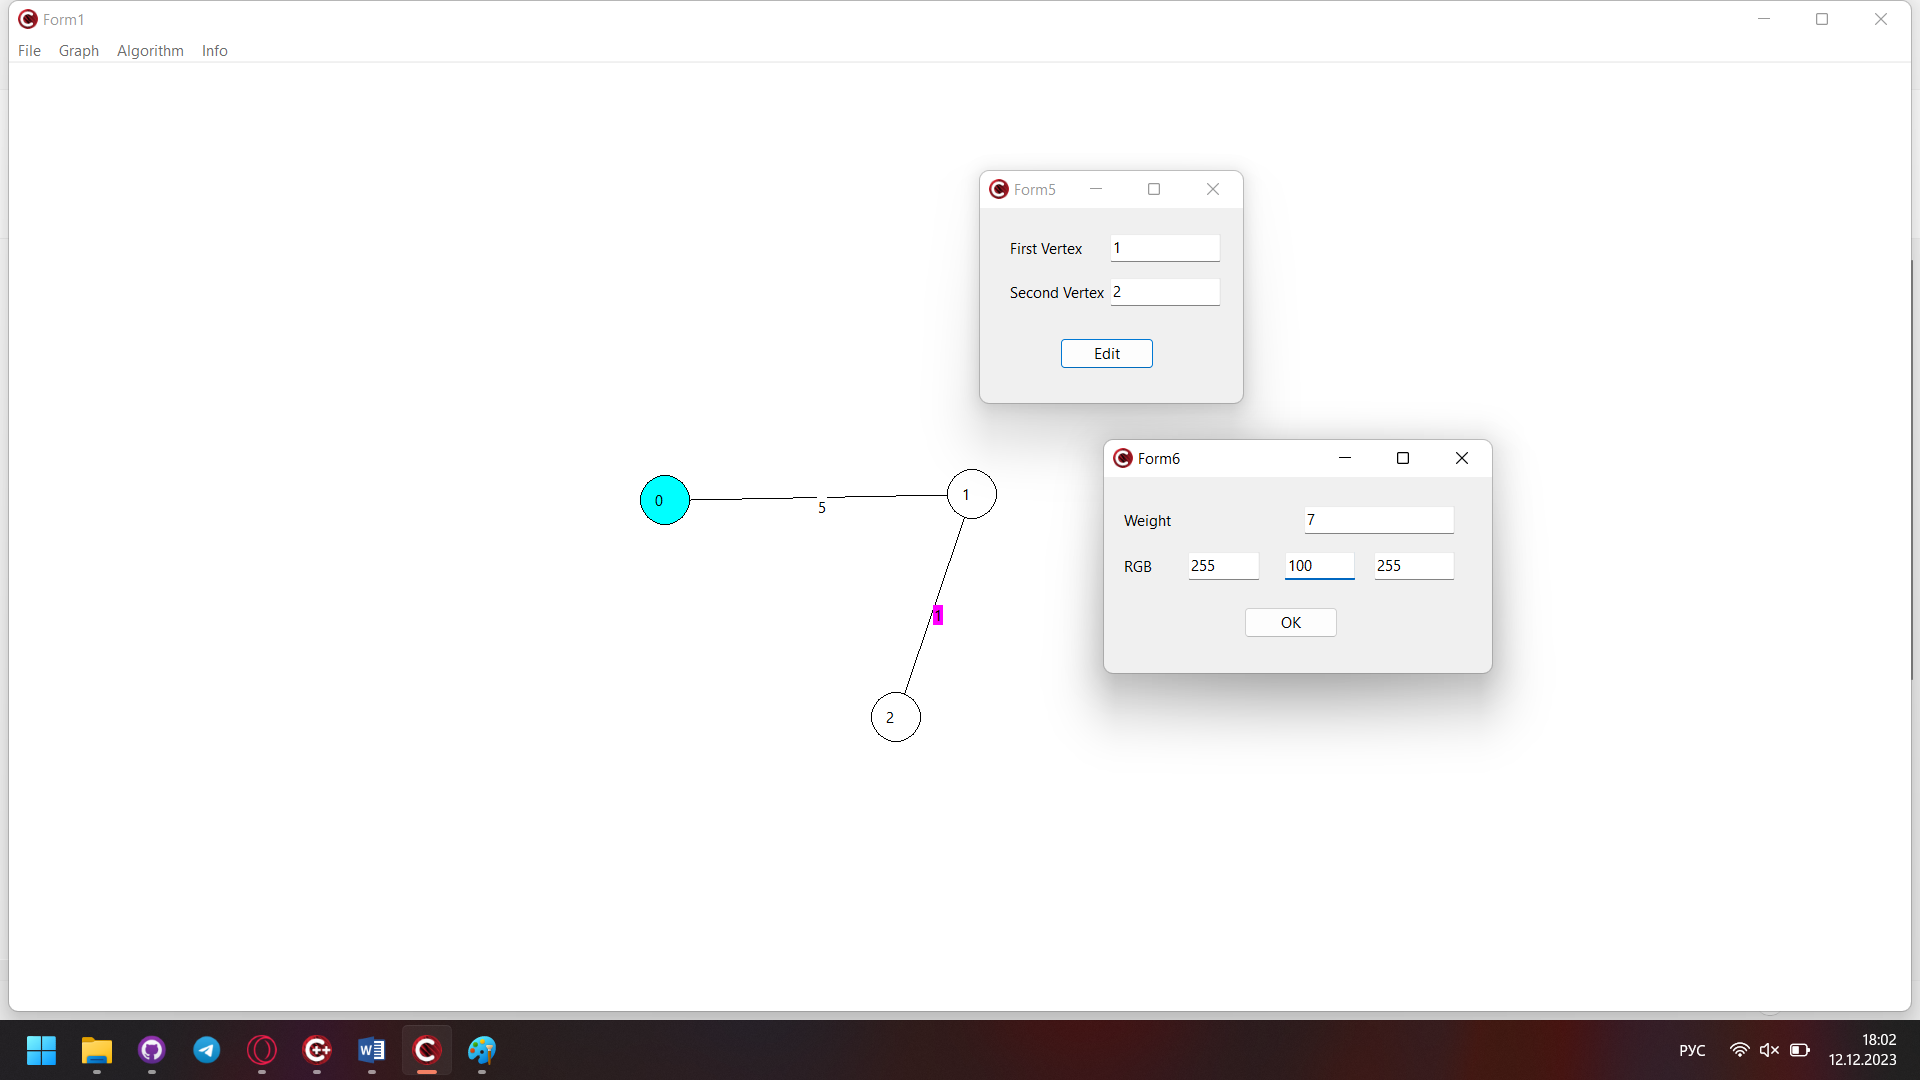 Form1
File Graph Algorithm Info
Form5
First Vertex 1
Second Vertex 2
Edit
Form6
Weight 7
RGB 255 100 255
OK
0
5
1
1
2
РУС
18:02
12.12.2023